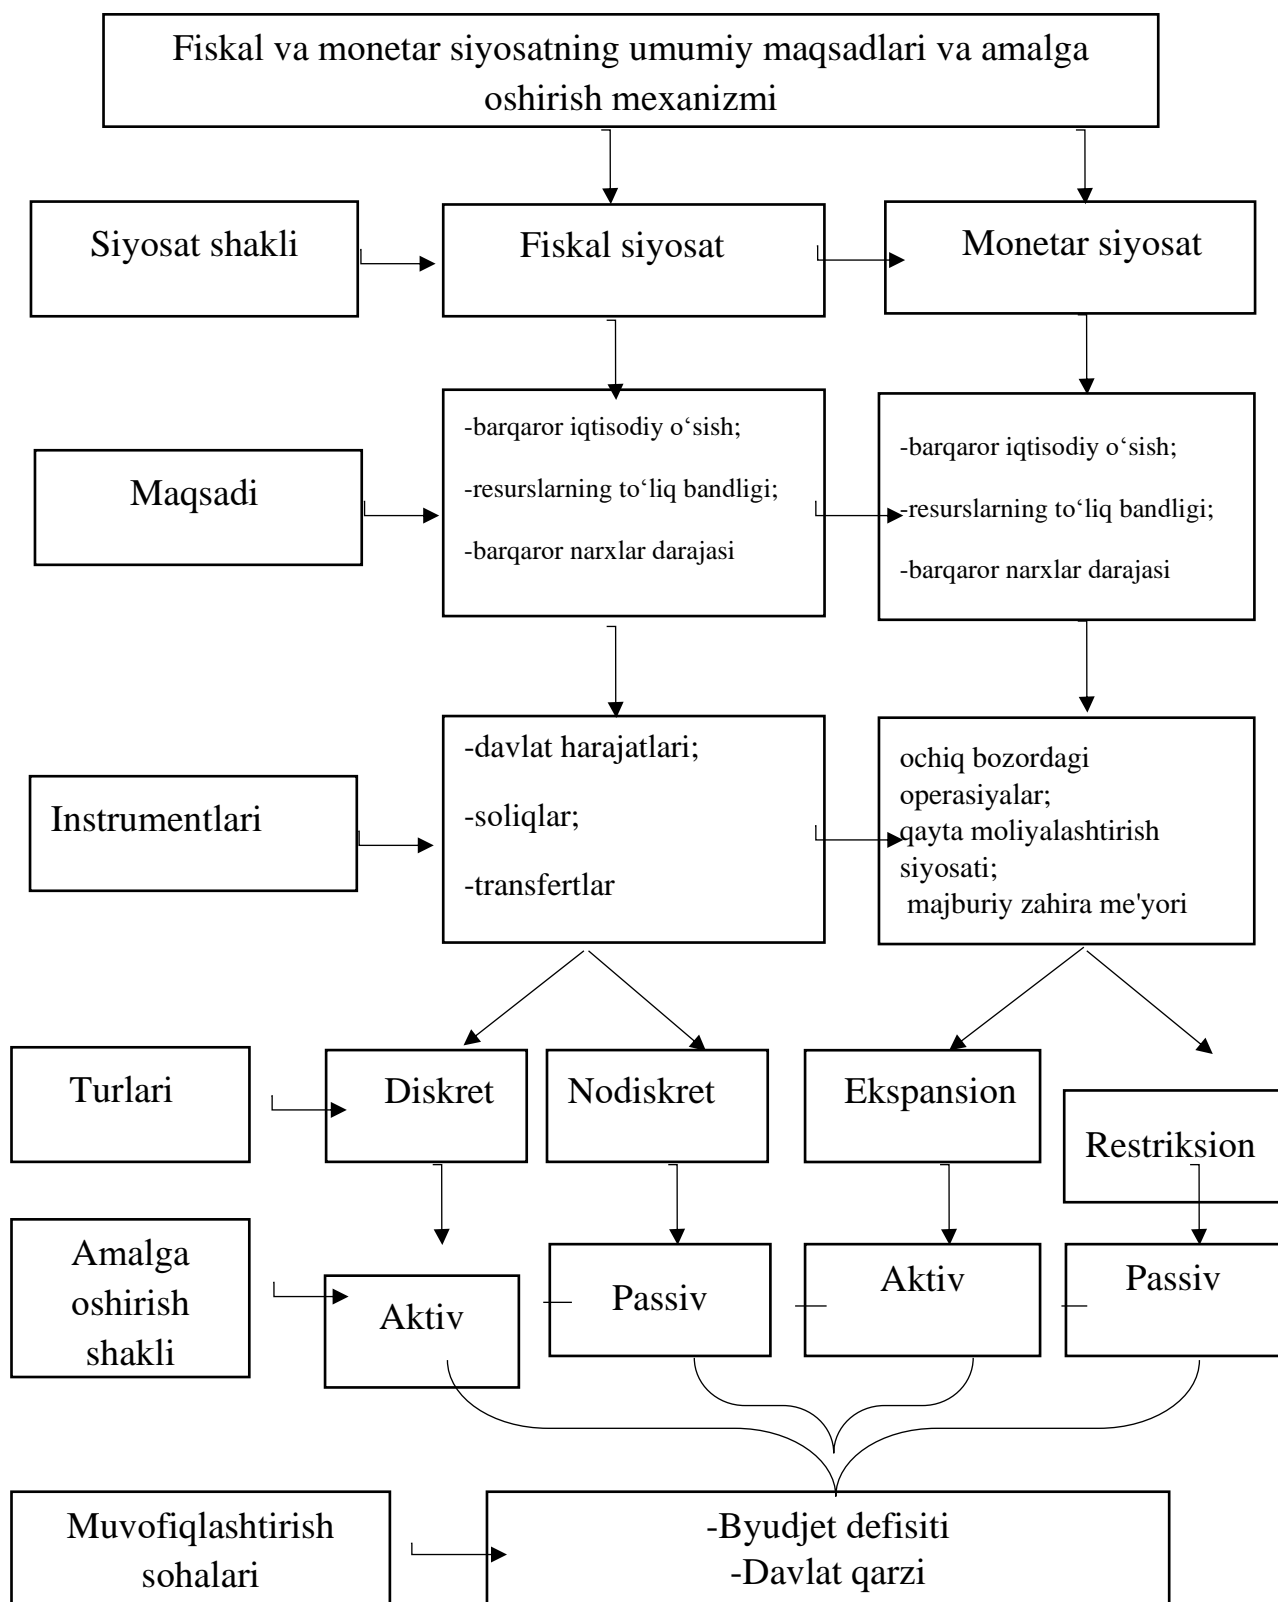 Fiskal va monetar siyosatning umumiy maqsadlari va amalga
oshirish mexanizmi
Siyosat shakli
Fiskal siyosat
Monetar siyosat
Maqsadi
-barqaror iqtisodiy o‘sish;
-resurslarning to‘liq bandligi;
-barqaror narxlar darajasi
-barqaror iqtisodiy o‘sish;
-resurslarning to‘liq bandligi;
-barqaror narxlar darajasi
Instrumentlari
-davlat harajatlari;
-soliqlar;
-transfertlar
ochiq bozordagi
operasiyalar;
qayta moliyalashtirish
siyosati;
majburiy zahira me'yori
Turlari
Diskret
Nodiskret
Ekspansion
Restriksion
Amalga
oshirish
shakli
Aktiv
Passiv
Aktiv
Passiv
Muvofiqlashtirish
sohalari
-Byudjet defisiti
-Davlat qarzi